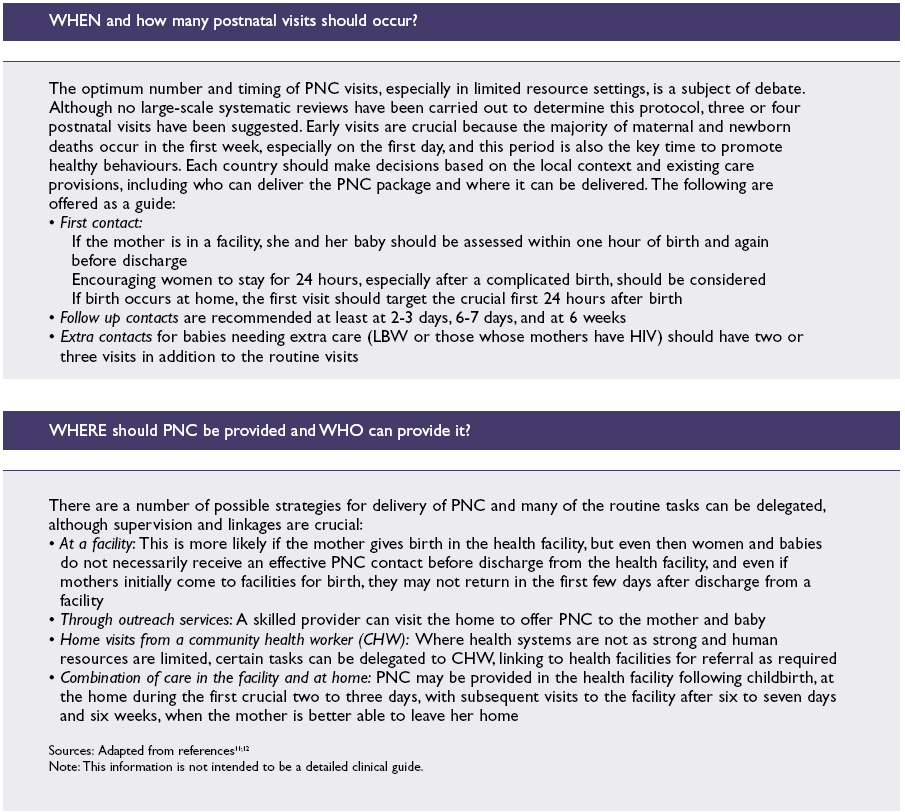 WHEN and how many postnatal visits should occur?
The optimum number and timing of PNC visits, especially in limited resource settings, is a subject of debate.
Although no large-scale systematic reviews have been carried out to determine this protocol, three or four
postnatal visits have been suggested. Early visits are crucial because the majority of maternal and newborn
deaths occur in the first week, especially on the first day, and this period is also the key time to promote
healthy behaviours. Each country should make decisions based on the local context and existing care
provisions, including who can deliver the PNC package and where it can be delivered. The following are
offered as a guide:
• First contact:
If the mother is in a facility, she and her baby should be assessed within one hour of birth and again
before discharge
Encouraging women to stay for 24 hours, especially after a complicated birth, should be considered
If birth occurs at home, the first visit should target the crucial first 24 hours after birth
• Follow up contacts are recommended at least at 2-3 days, 6-7 days, and at 6 weeks
• Extra contacts for babies needing extra care (LBW or those whose mothers have HIV) should have two or
three visits in addition to the routine visits
WHERE should PNC be provided and WHO can provide it?
There are a number of possible strategies for delivery of PNC and many of the routine tasks can be delegated,
although supervision and linkages are crucial:
• At a facility: This is more likely if the mother gives birth in the health facility, but even then women and babies
do not necessarily receive an effective PNC contact before discharge from the health facility, and even if
mothers initially come to facilities for birth, they may not return in the first few days after discharge from a
facility
• Through outreach services: A skilled provider can visit the home to offer PNC to the mother and baby
• Home visits from a community health worker (CHW): Where health systems are not as strong and human
resources are limited, certain tasks can be delegated to CHW, linking to health facilities for referral as required
• Combination of care in the facility and at home: PNC may be provided in the health facility following childbirth, at
the home during the first crucial two to three days, with subsequent visits to the facility after six to seven days
and six weeks, when the mother is better able to leave her home
Sources: Adapted from references¹¹;¹²
Note: This information is not intended to be a detailed clinical guide.